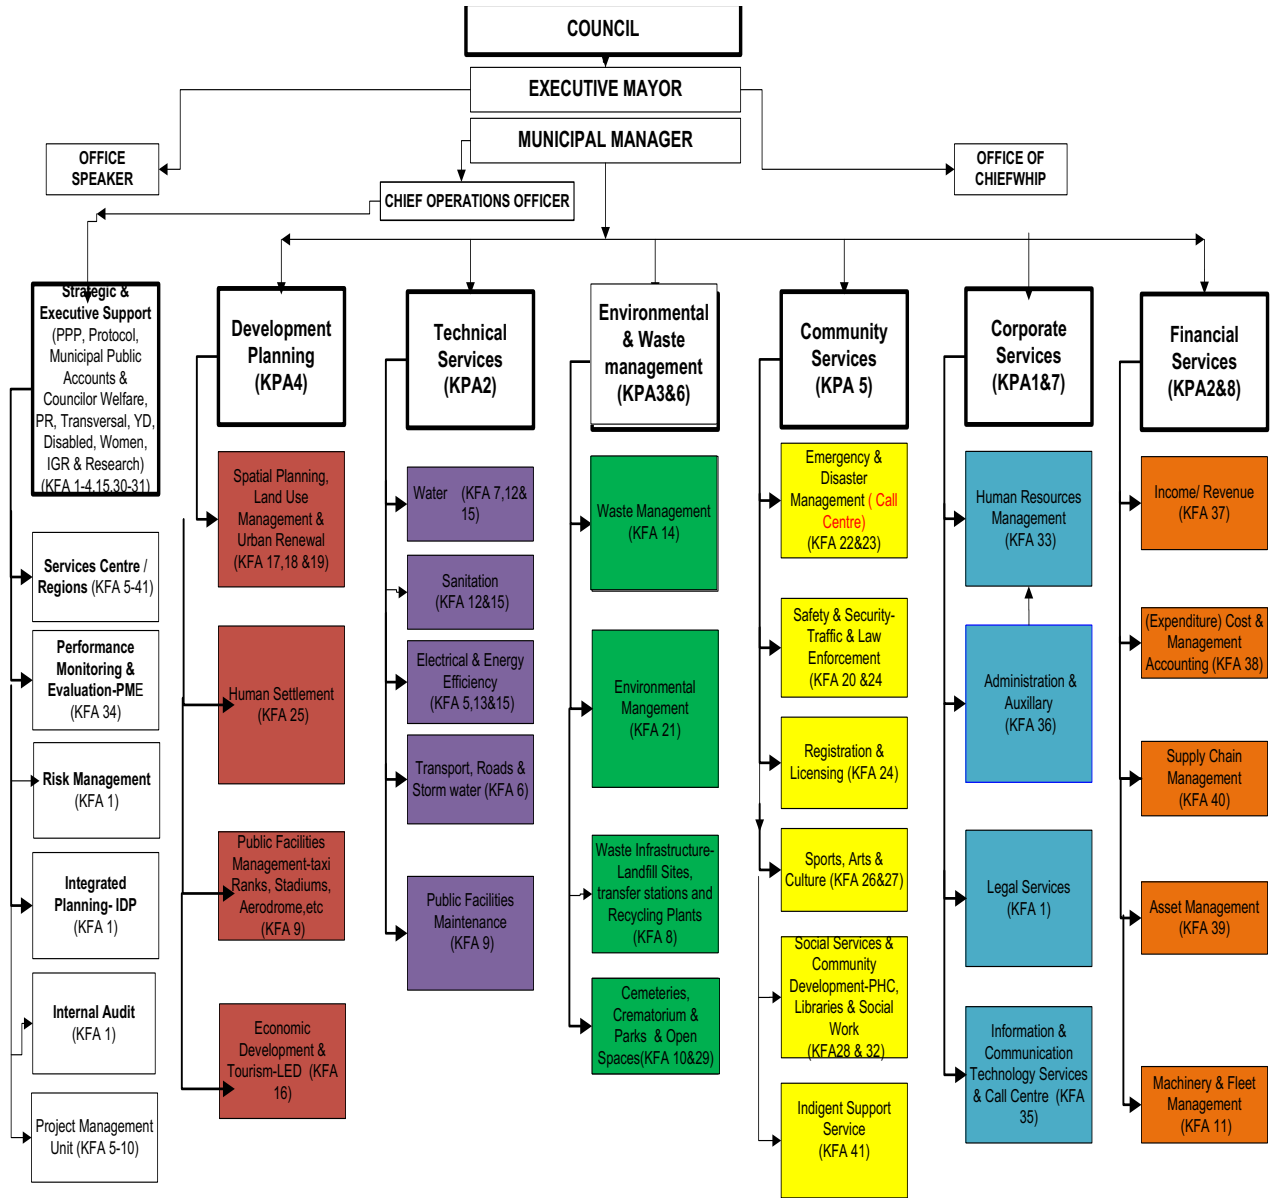 COUNCIL
EXECUTIVE MAYOR
MUNICIPAL MANAGER
OFFICE
SPEAKER
OFFICE OF
CHIEFWHIP
CHIEF OPERATIONS OFFICER
Strategic &
Executive Support
(PPP, Protocol,
Municipal Public
Accounts &
Councilor Welfare,
PR, Transversal, YD,
Disabled, Women,
IGR & Research)
(KFA 1-4,15,30-31)
Services Centre /
Regions (KFA 5-41)
Performance
Monitoring &
Evaluation-PME
(KFA 34)
Risk Management
(KFA 1)
Integrated
Planning- IDP
(KFA 1)
Internal Audit
(KFA 1)
Project Management
Unit (KFA 5-10)
Development
Planning
(KPA4)
Spatial Planning,
Land Use
Management &
Urban Renewal
(KFA 17,18 &19)
Human Settlement
(KFA 25)
Public Facilities
Management-taxi
Ranks, Stadiums,
Aerodrome,etc
(KFA 9)
Economic
Development &
Tourism-LED (KFA
16)
Technical
Services
(KPA2)
Water (KFA 7,12&
15)
Sanitation
(KFA 12&15)
Electrical & Energy
Efficiency
(KFA 5,13&15)
Transport, Roads &
Storm water (KFA 6)
Public Facilities
Maintenance
(KFA 9)
Environmental
& Waste
management
(KPA3&6)
Waste Management
(KFA 14)
Environmental
Mangement
(KFA 21)
Waste Infrastructure-
Landfill Sites,
transfer stations and
Recycling Plants
(KFA 8)
Cemeteries,
Crematorium &
Parks & Open
Spaces(KFA 10&29)
Community
Services
(KPA 5)
Emergency &
Disaster
Management ( Call
Centre)
(KFA 22&23)
Safety & Security-
Traffic & Law
Enforcement
(KFA 20 &24
Registration &
Licensing (KFA 24)
Sports, Arts &
Culture (KFA 26&27)
Social Services &
Community
Development-PHC,
Libraries & Social
Work
(KFA28 & 32)
Indigent Support
Service
(KFA 41)
Corporate
Services
(KPA1&7)
Human Resources
Management
(KFA 33)
Administration &
Auxillary
(KFA 36)
Legal Services
(KFA 1)
Information &
Communication
Technology Services
& Call Centre (KFA
35)
Financial
Services
(KPA2&8)
Income/ Revenue
(KFA 37)
(Expenditure) Cost &
Management
Accounting (KFA 38)
Supply Chain
Management
(KFA 40)
Asset Management
(KFA 39)
Machinery & Fleet
Management
(KFA 11)